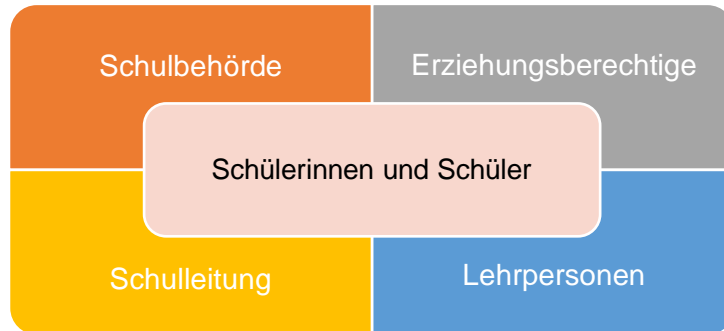 Schulbehörde
Erziehungsberechtige
Schülerinnen und Schüler
Schulleitung
Lehrpersonen